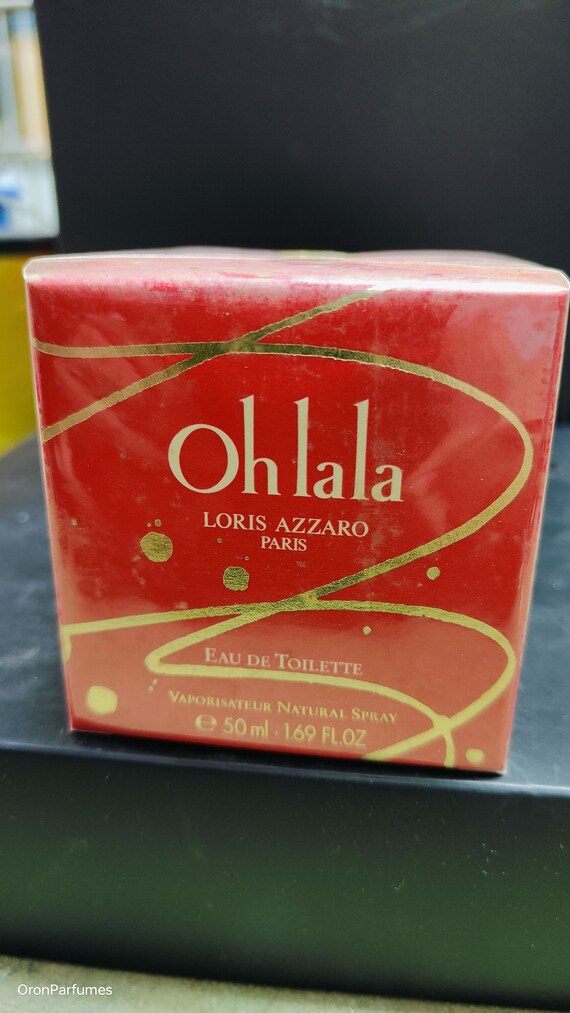 Oh lala
LORIS AZZARO
PARIS
EAU DE TOILETTE
VAPORISATEUR NATURAL SPRAY
℮ 50 ml · 1.69 FL.OZ
OronParfumes